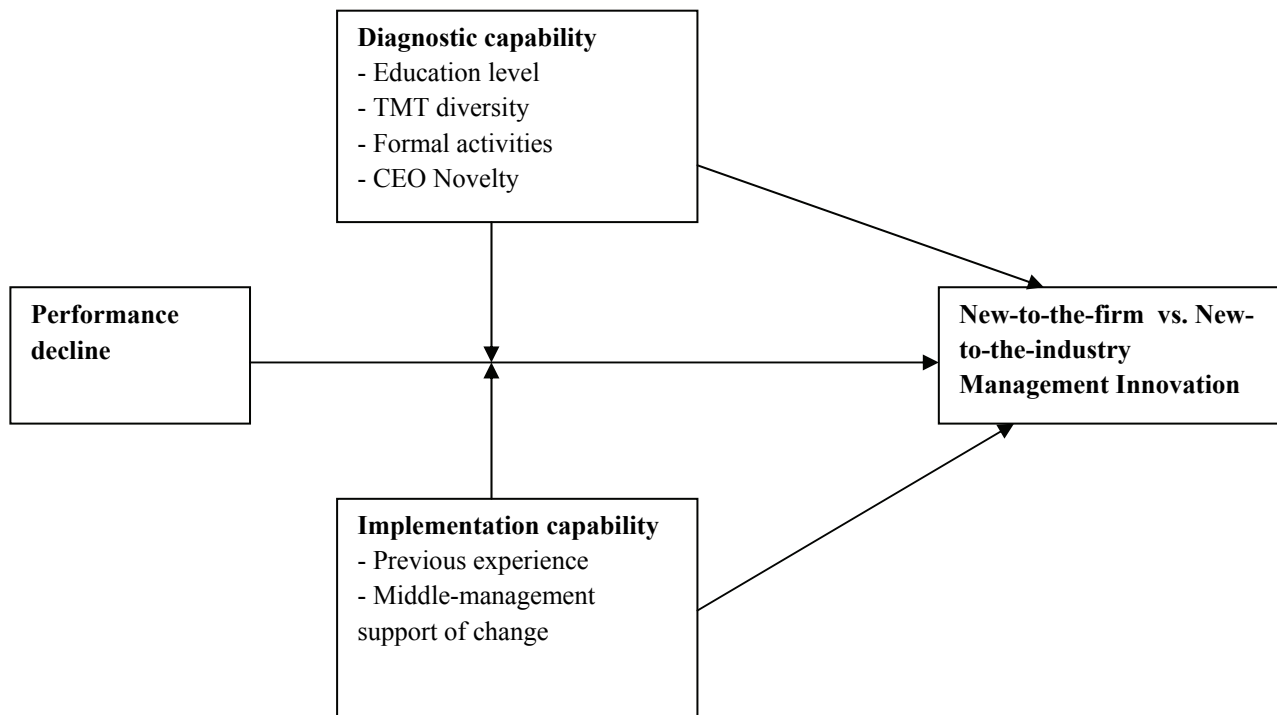 Diagnostic capability
- Education level
- TMT diversity
- Formal activities
- CEO Novelty
Performance
decline
New-to-the-firm vs. New-
to-the-industry
Management Innovation
Implementation capability
- Previous experience
- Middle-management
support of change